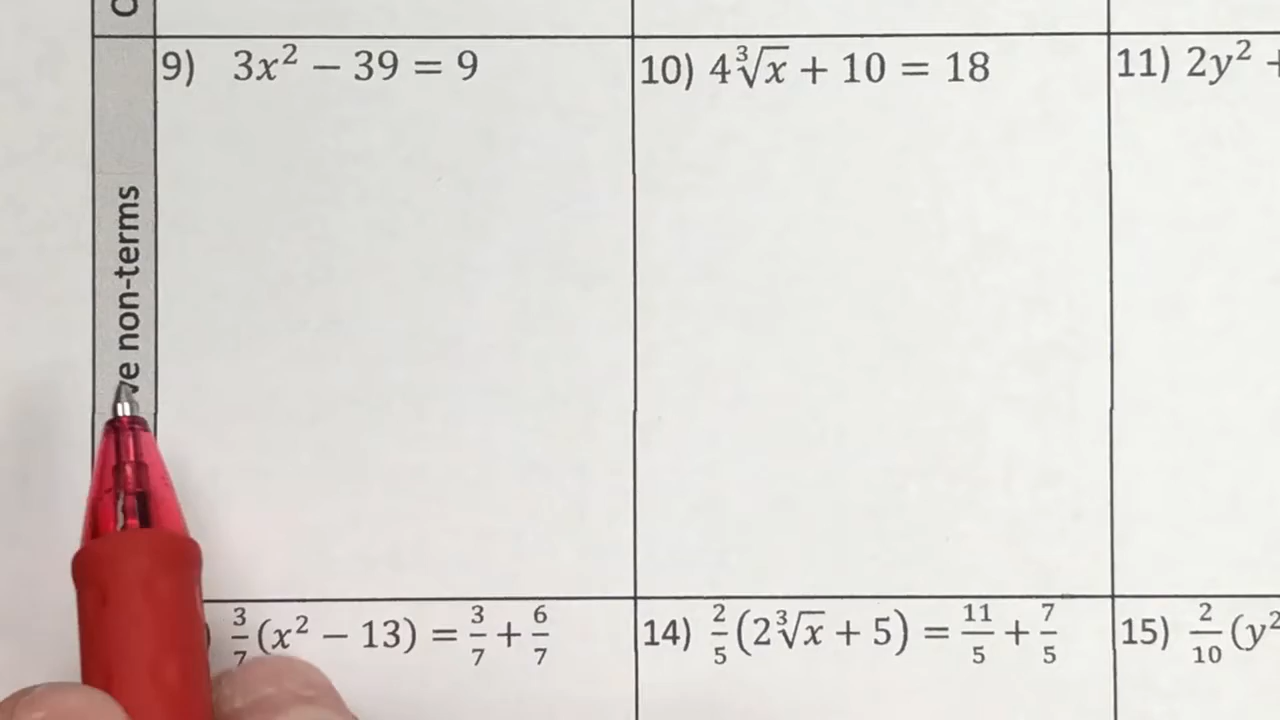 non-terms
9) 3x² − 39 = 9
10) 4∛x + 10 = 18
11) 2y²
3/7 (x² − 13) = 3/7 + 6/7
14) 2/5 (2∛x + 5) = 11/5 + 7/5
15) 2/10 (y²